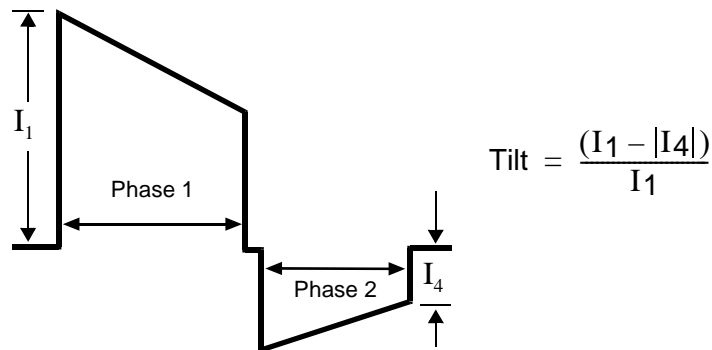 I1
Phase 1
Tilt = (I1 – |I4|)
I1
Phase 2
I4